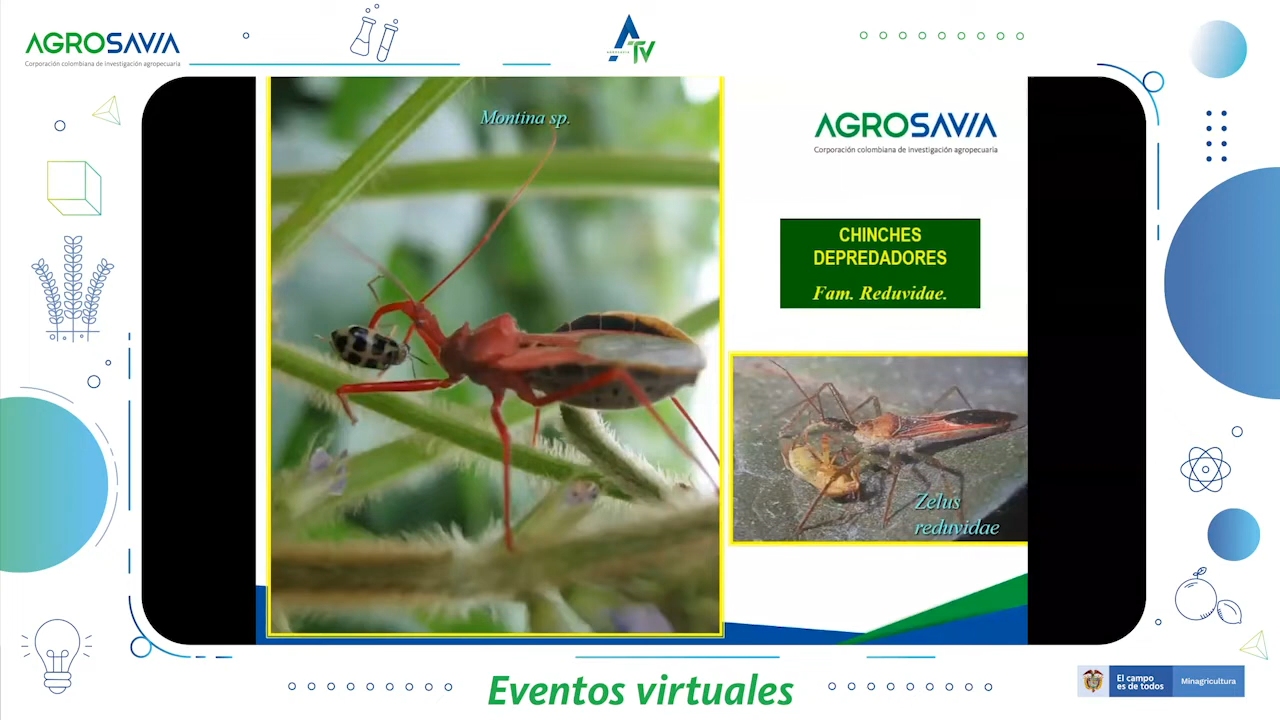 AGROSAVIA
Corporación colombiana de investigación agropecuaria
ATV
Montina sp.
AGROSAVIA
Corporación colombiana de investigación agropecuaria
CHINCHES
DEPREDADORES
Fam. Reduvidae.
Zelus
reduvidae
Eventos virtuales
El campo
es de todos
Minagricultura